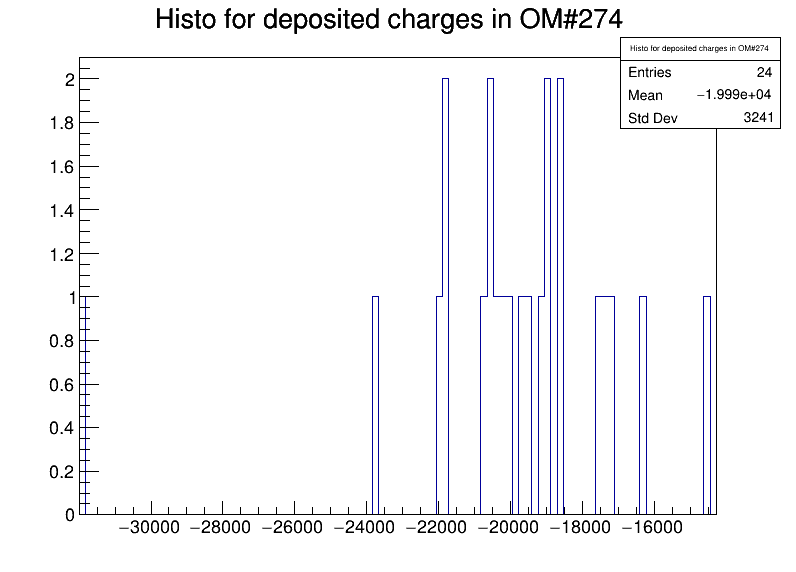 Histo for deposited charges in OM#274
Histo for deposited charges in OM#274
Entries 24
Mean −1.999e+04
Std Dev 3241
2
1.8
1.6
1.4
1.2
1
0.8
0.6
0.4
0.2
0
−30000 −28000 −26000 −24000 −22000 −20000 −18000 −16000